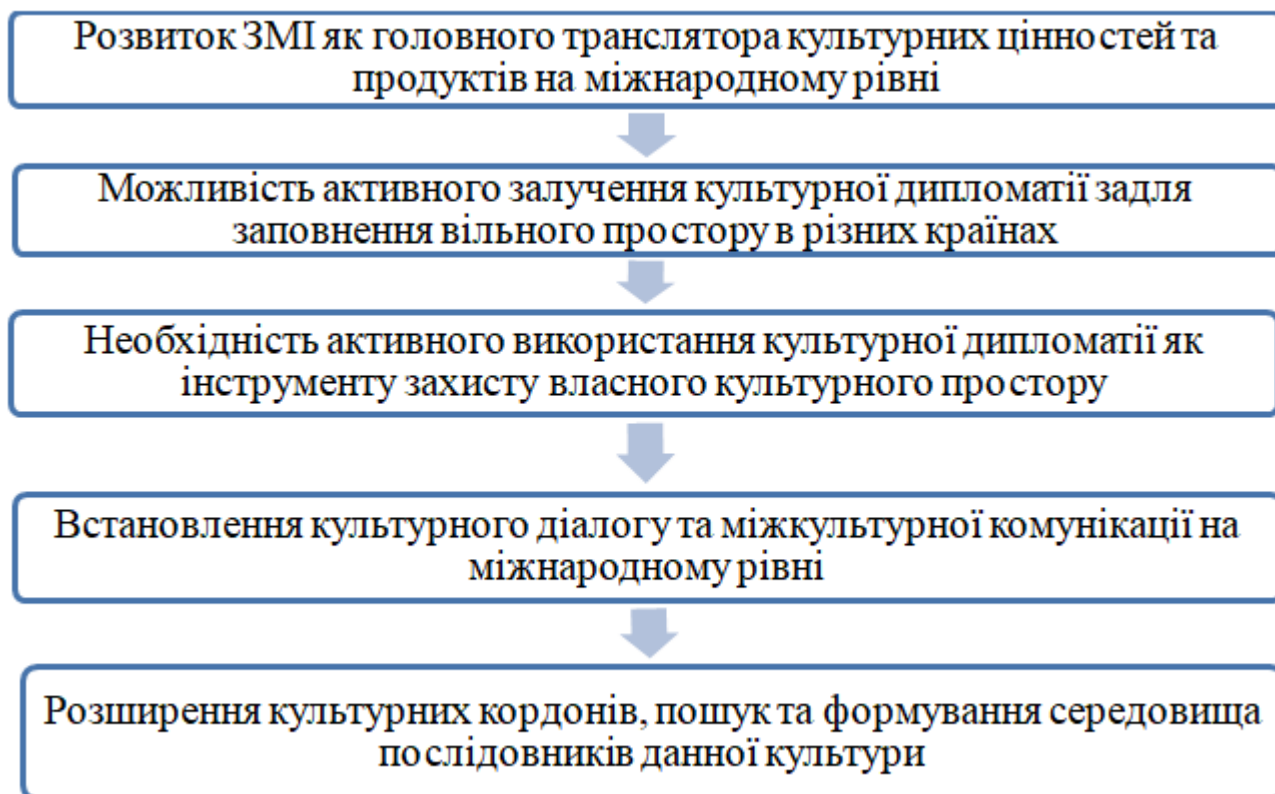 Розвиток ЗМІ як головного транслятора культурних цінностей та
продуктів на міжнародному рівні
Можливість активного залучення культурної дипломатії задля
заповнення вільного простору в різних країнах
Необхідність активного використання культурної дипломатії як
інструменту захисту власного культурного простору
Встановлення культурного діалогу та міжкультурної комунікації на
міжнародному рівні
Розширення культурних кордонів, пошук та формування середовища
послідовників данної культури